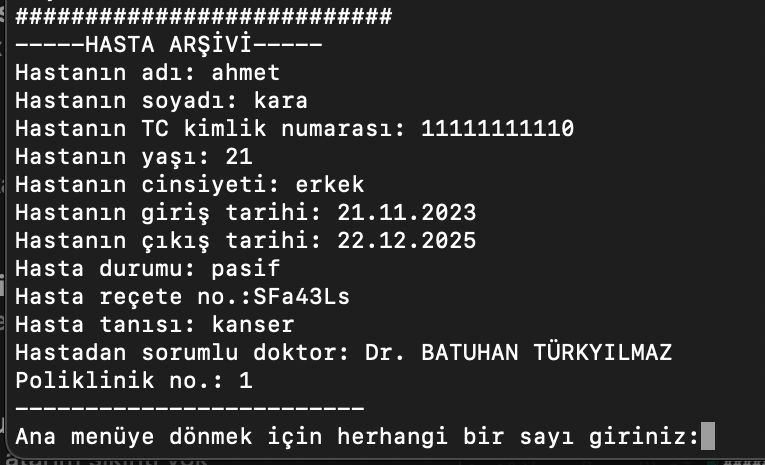 ###########################
-----HASTA ARŞİVİ-----
Hastanın adı: ahmet
Hastanın soyadı: kara
Hastanın TC kimlik numarası: 11111111110
Hastanın yaşı: 21
Hastanın cinsiyeti: erkek
Hastanın giriş tarihi: 21.11.2023
Hastanın çıkış tarihi: 22.12.2025
Hasta durumu: pasif
Hasta reçete no.:SFa43Ls
Hasta tanısı: kanser
Hastadan sorumlu doktor: Dr. BATUHAN TÜRKYILMAZ
Poliklinik no.: 1
-------------------------
Ana menüye dönmek için herhangi bir sayı giriniz: